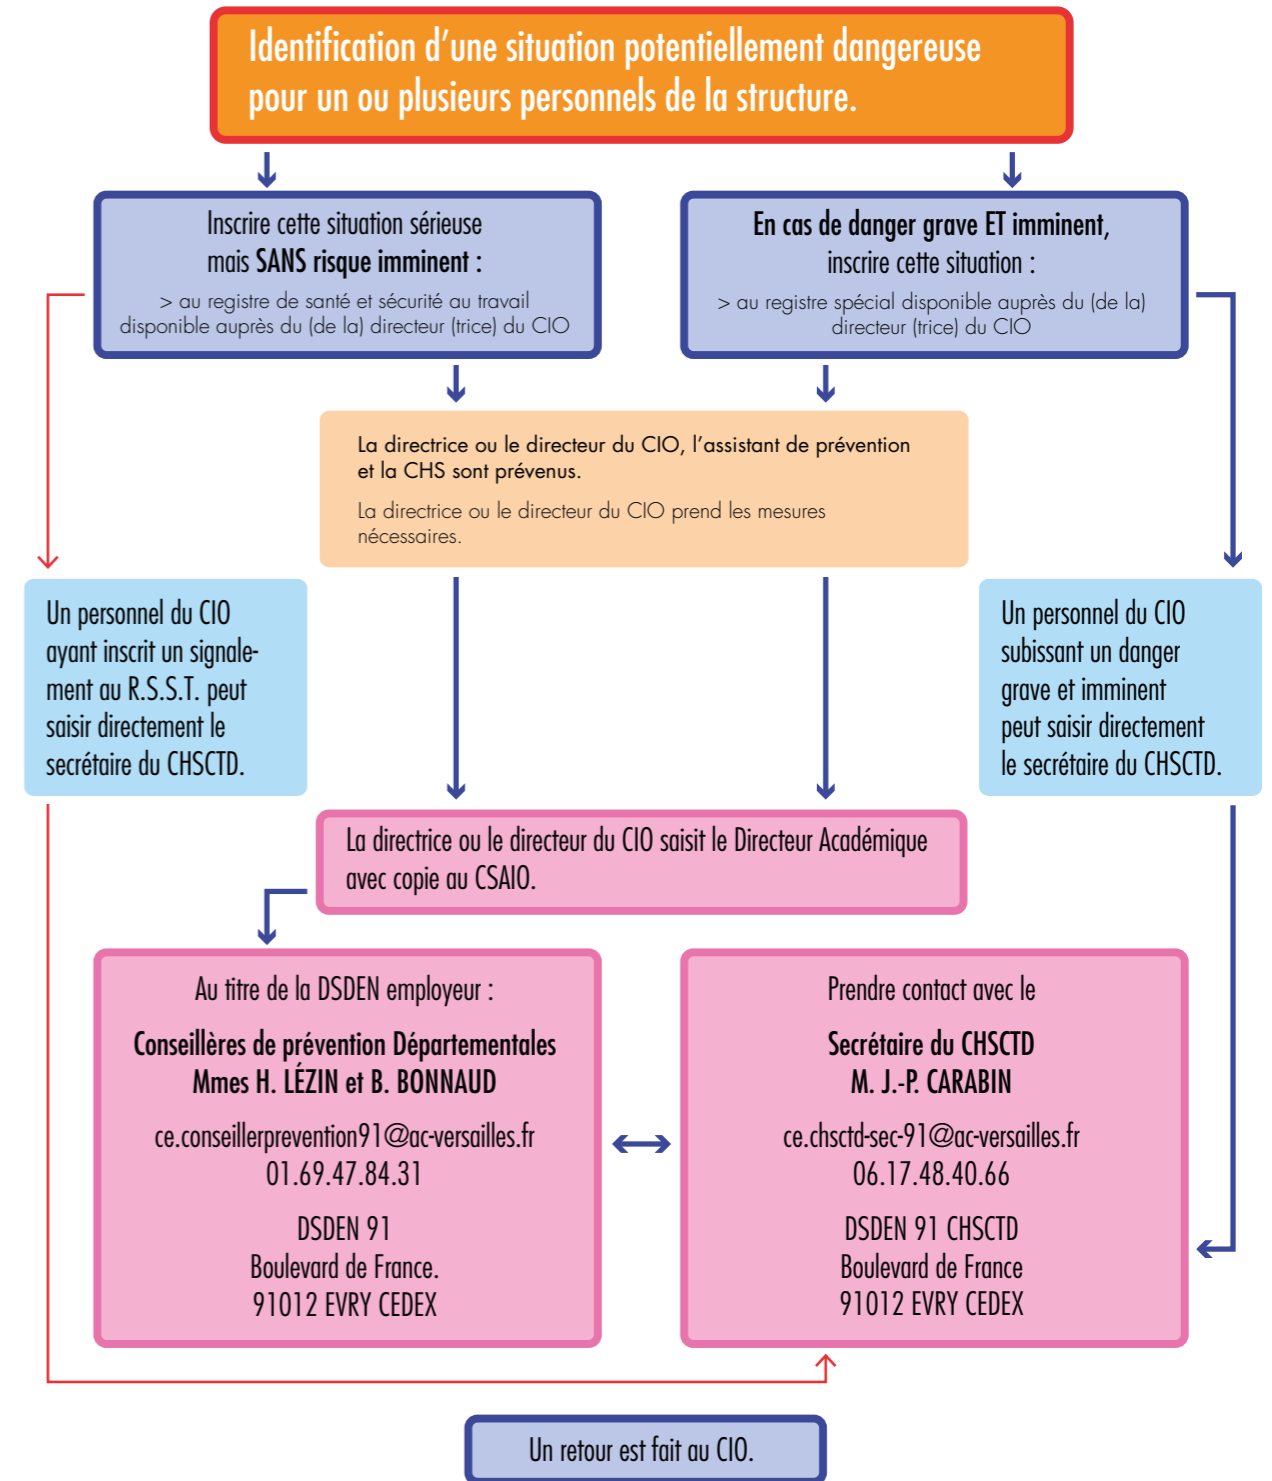 Identification d’une situation potentiellement dangereuse
pour un ou plusieurs personnels de la structure.
Inscrire cette situation sérieuse
mais SANS risque imminent :
> au registre de santé et sécurité au travail
disponible auprès du (de la) directeur (trice) du CIO
En cas de danger grave ET imminent,
inscrire cette situation :
> au registre spécial disponible auprès du (de la)
directeur (trice) du CIO
La directrice ou le directeur du CIO, l’assistant de prévention
et la CHS sont prévenus.
La directrice ou le directeur du CIO prend les mesures
nécessaires.
Un personnel du CIO
ayant inscrit un signale-
ment au R.S.S.T. peut
saisir directement le
secrétaire du CHSCTD.
Un personnel du CIO
subissant un danger
grave et imminent
peut saisir directement
le secrétaire du CHSCTD.
La directrice ou le directeur du CIO saisit le Directeur Académique
avec copie au CSAIO.
Au titre de la DSDEN employeur :
Conseillères de prévention Départementales
Mmes H. LÉZIN et B. BONNAUD
ce.conseillerprevention91@ac-versailles.fr
01.69.47.84.31
DSDEN 91
Boulevard de France.
91012 EVRY CEDEX
Prendre contact avec le
Secrétaire du CHSCTD
M. J.-P. CARABIN
ce.chsctd-sec-91@ac-versailles.fr
06.17.48.40.66
DSDEN 91 CHSCTD
Boulevard de France
91012 EVRY CEDEX
Un retour est fait au CIO.